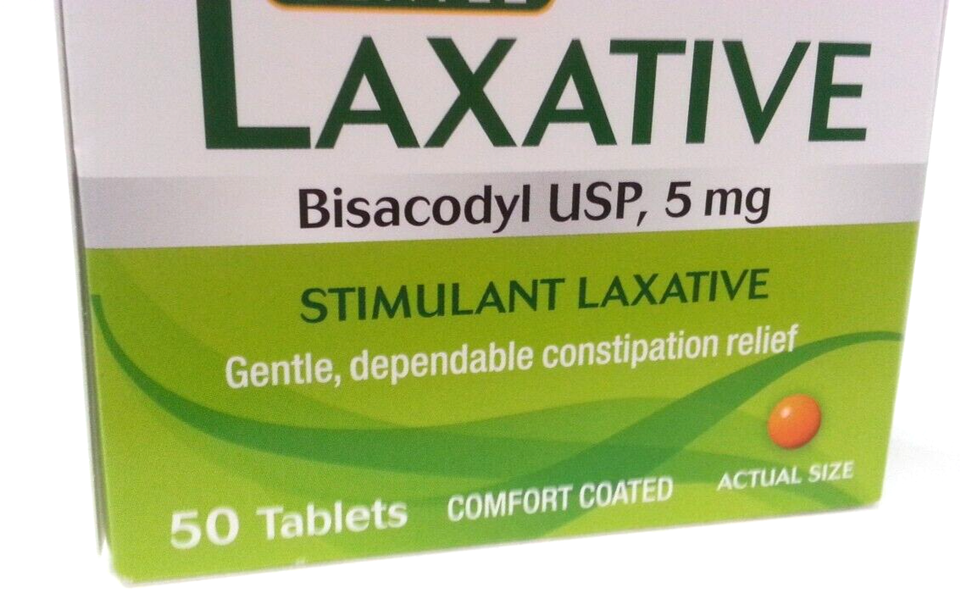 LAXATIVE
Bisacodyl USP, 5 mg
STIMULANT LAXATIVE
Gentle, dependable constipation relief
50 Tablets COMFORT COATED ACTUAL SIZE